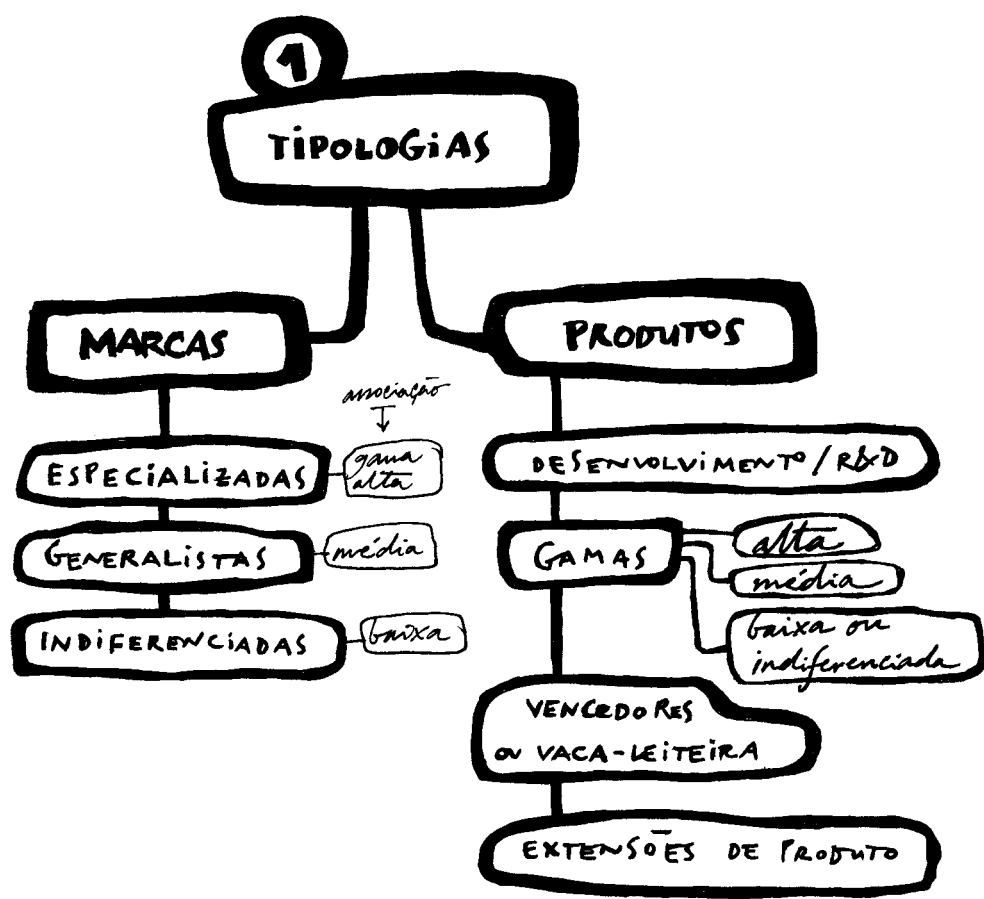 1
TIPOLOGIAS
MARCAS
associação
ESPECIALIZADAS
gama
alta
GENERALISTAS
média
INDIFERENCIADAS
baixa
PRODUTOS
DESENVOLVIMENTO / R&D
GAMAS
alta
média
baixa ou
indiferenciada
VENCEDORES
ou VACA-LEITEIRA
EXTENSÕES DE PRODUTO